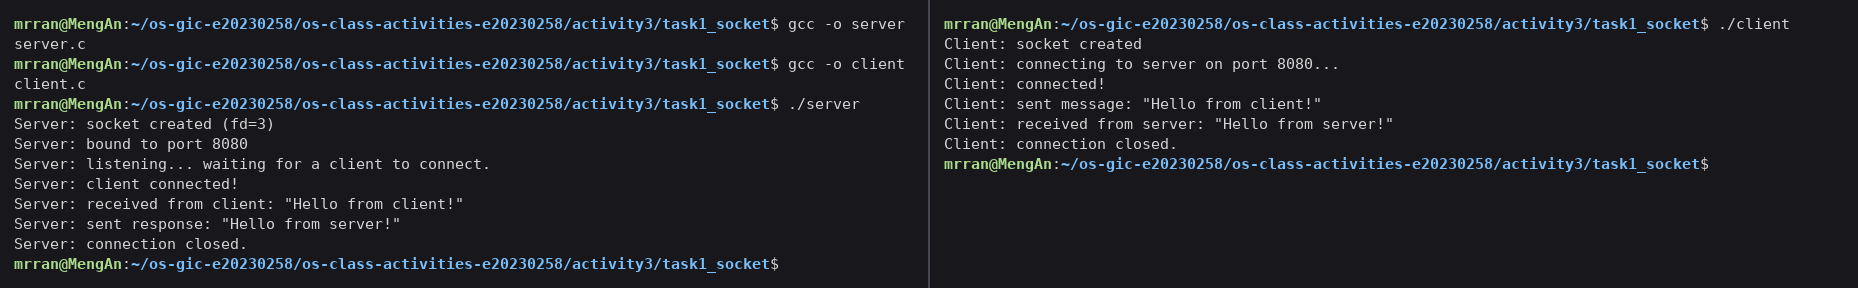 mrran@MengAn:~/os-gic-e20230258/os-class-activities-e20230258/activity3/task1_socket$ gcc -o server
server.c
mrran@MengAn:~/os-gic-e20230258/os-class-activities-e20230258/activity3/task1_socket$ gcc -o client
client.c
mrran@MengAn:~/os-gic-e20230258/os-class-activities-e20230258/activity3/task1_socket$ ./server
Server: socket created (fd=3)
Server: bound to port 8080
Server: listening... waiting for a client to connect.
Server: client connected!
Server: received from client: "Hello from client!"
Server: sent response: "Hello from server!"
Server: connection closed.
mrran@MengAn:~/os-gic-e20230258/os-class-activities-e20230258/activity3/task1_socket$
mrran@MengAn:~/os-gic-e20230258/os-class-activities-e20230258/activity3/task1_socket$ ./client
Client: socket created
Client: connecting to server on port 8080...
Client: connected!
Client: sent message: "Hello from client!"
Client: received from server: "Hello from server!"
Client: connection closed.
mrran@MengAn:~/os-gic-e20230258/os-class-activities-e20230258/activity3/task1_socket$